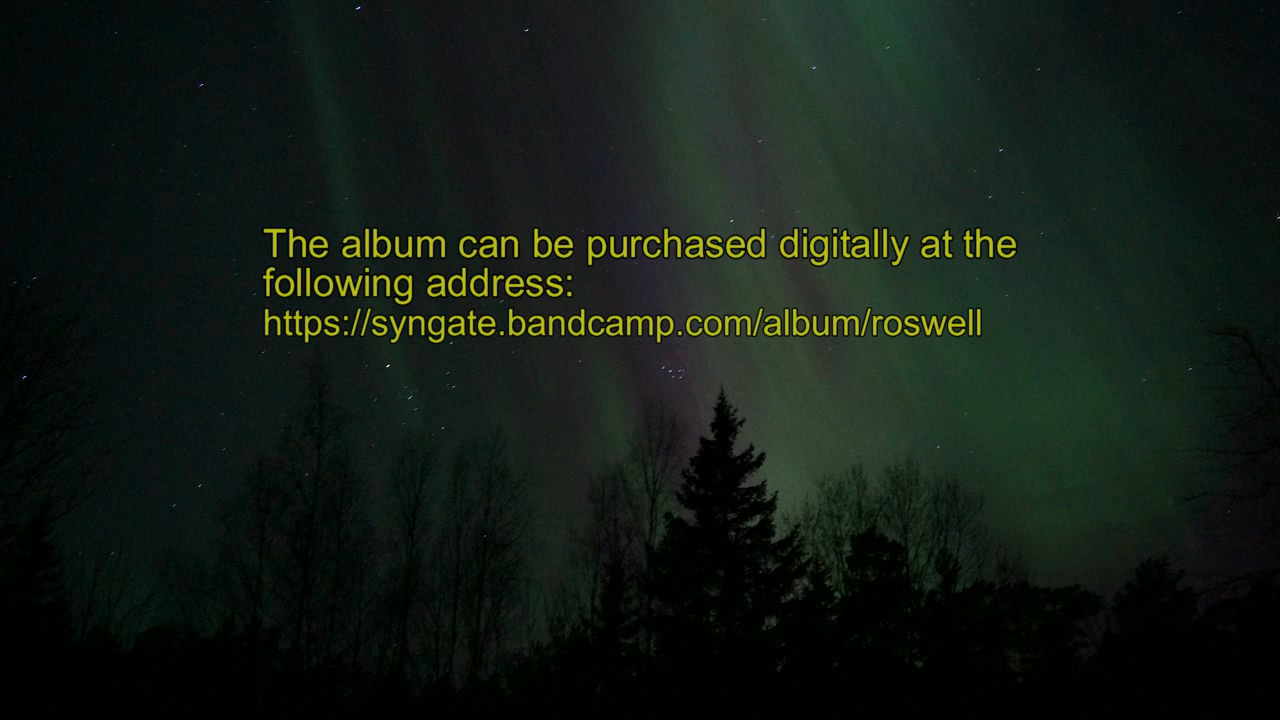 The album can be purchased digitally at the
following address:
https://syngate.bandcamp.com/album/roswell